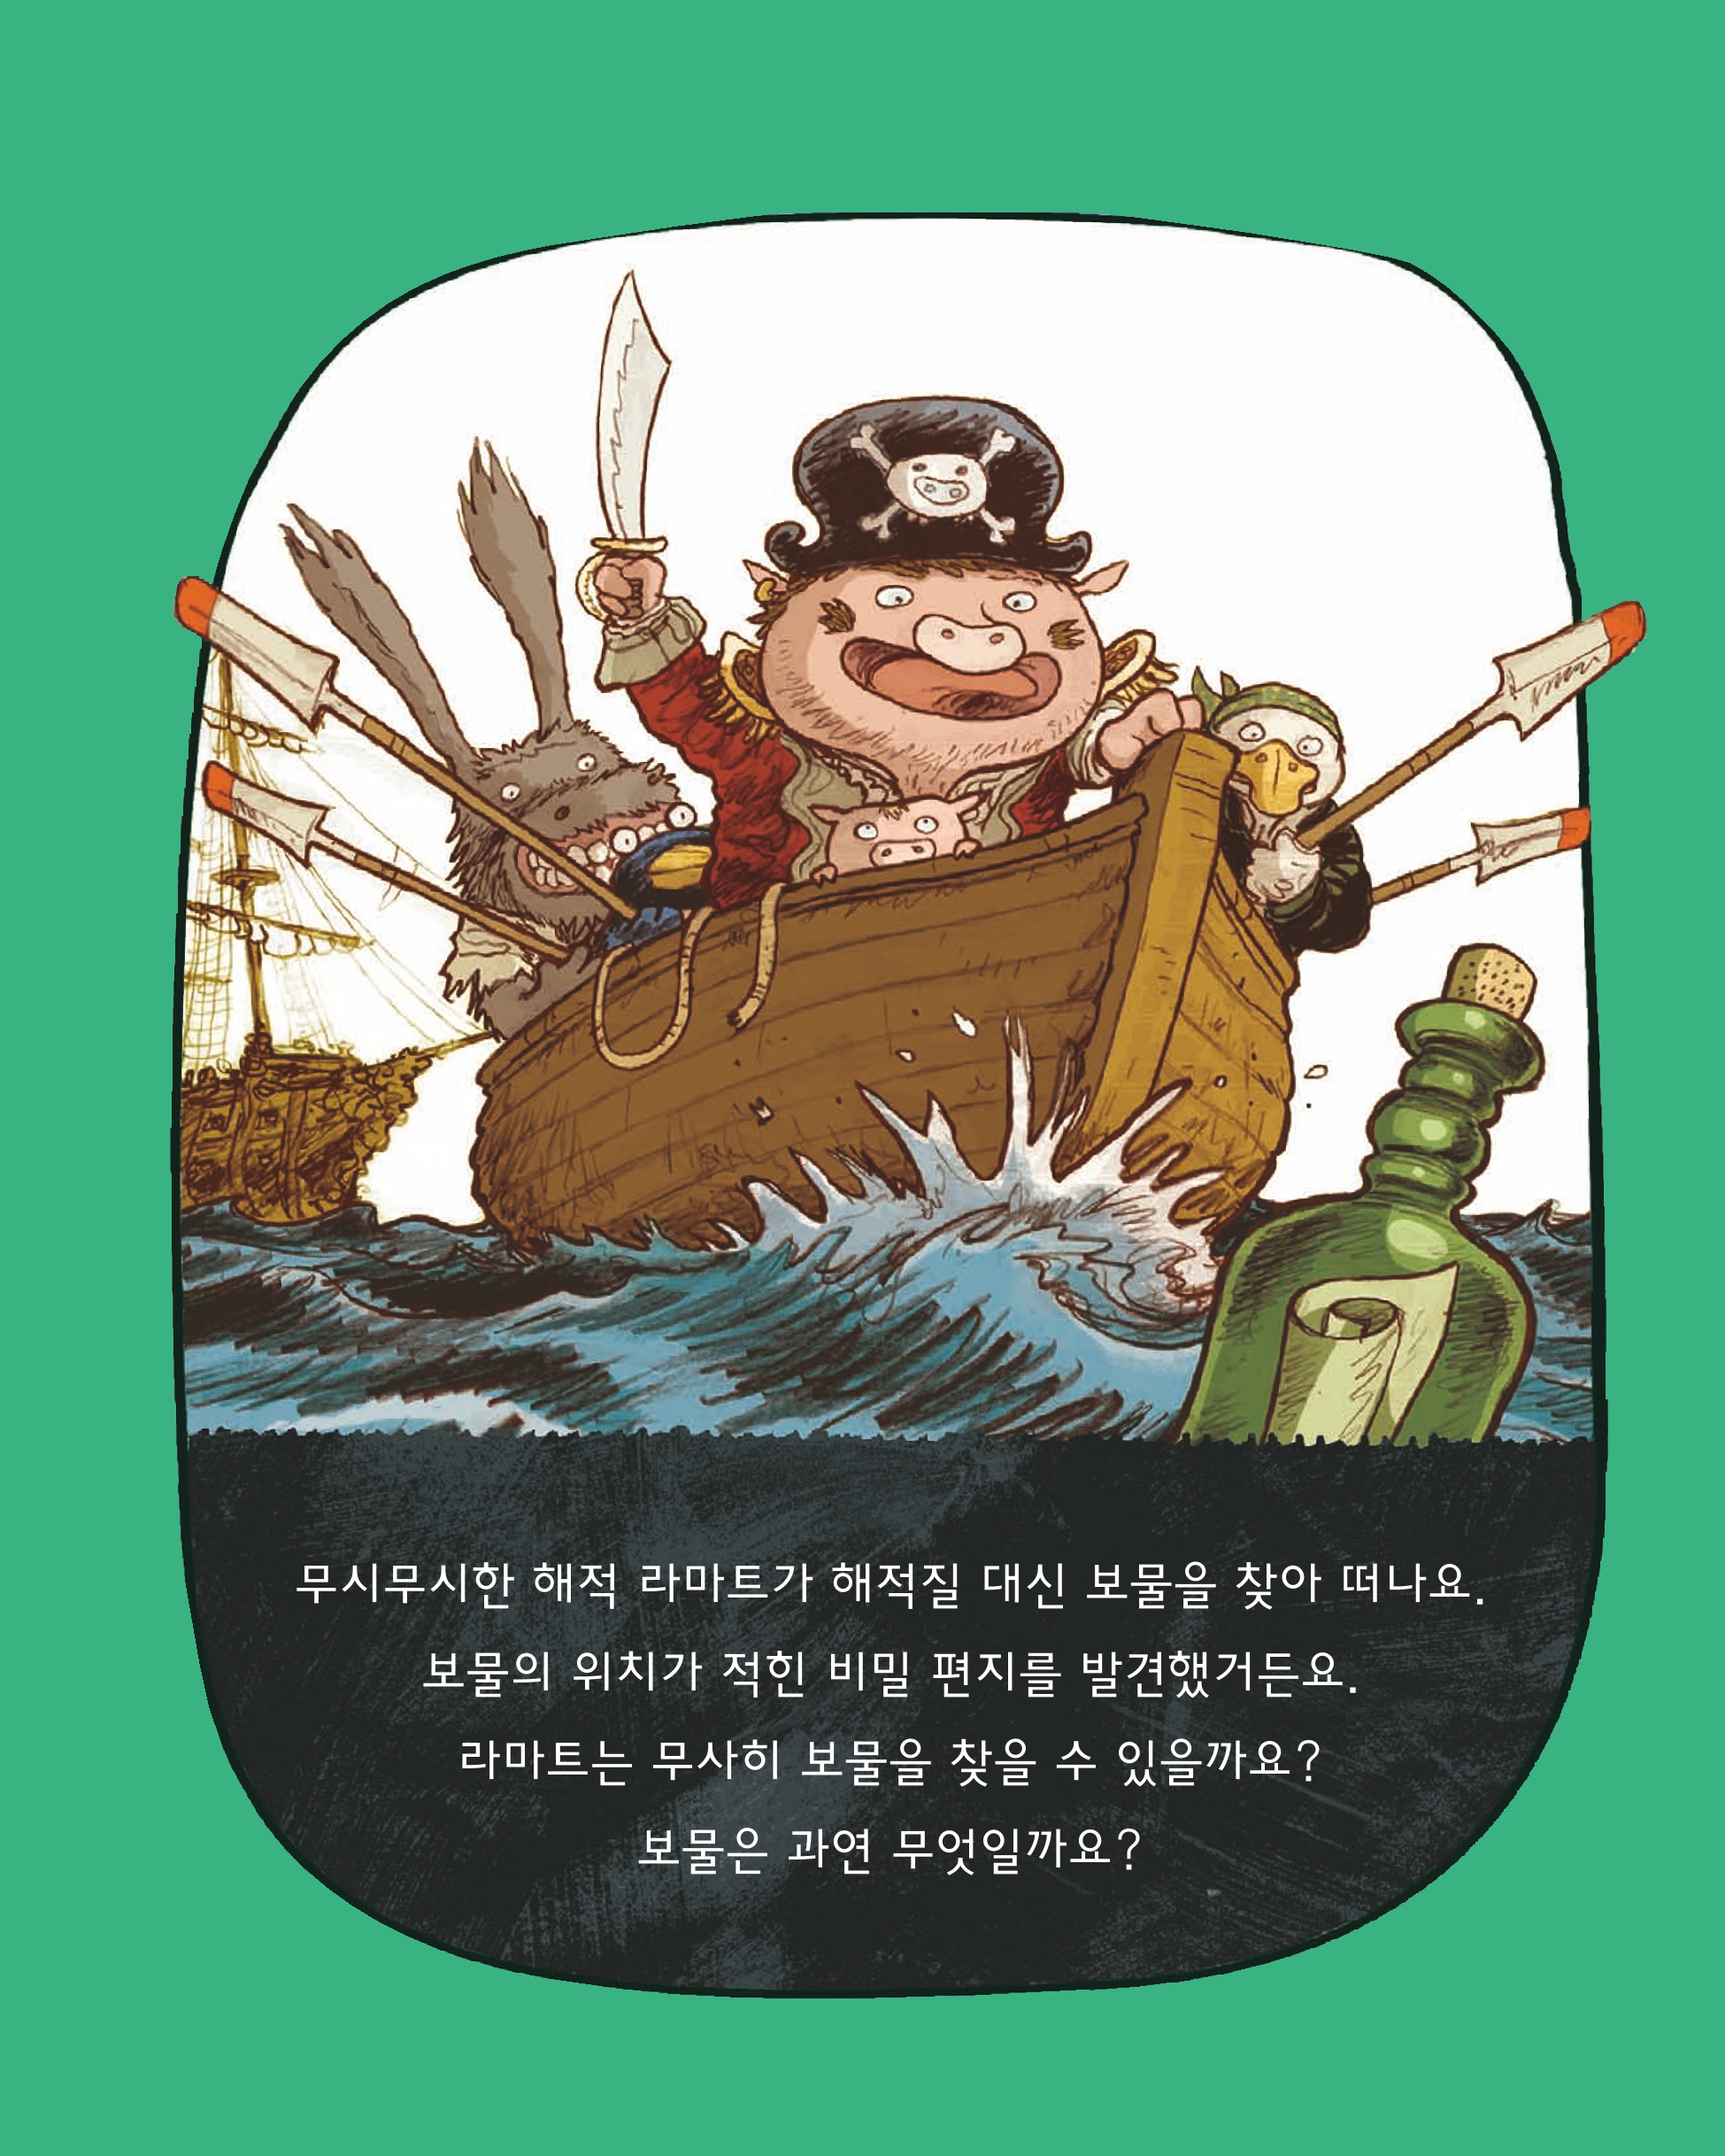 무시무시한 해적 라마트가 해적질 대신 보물을 찾아 떠나요.
보물의 위치가 적힌 비밀 편지를 발견했거든요.
라마트는 무사히 보물을 찾을 수 있을까요?
보물은 과연 무엇일까요?